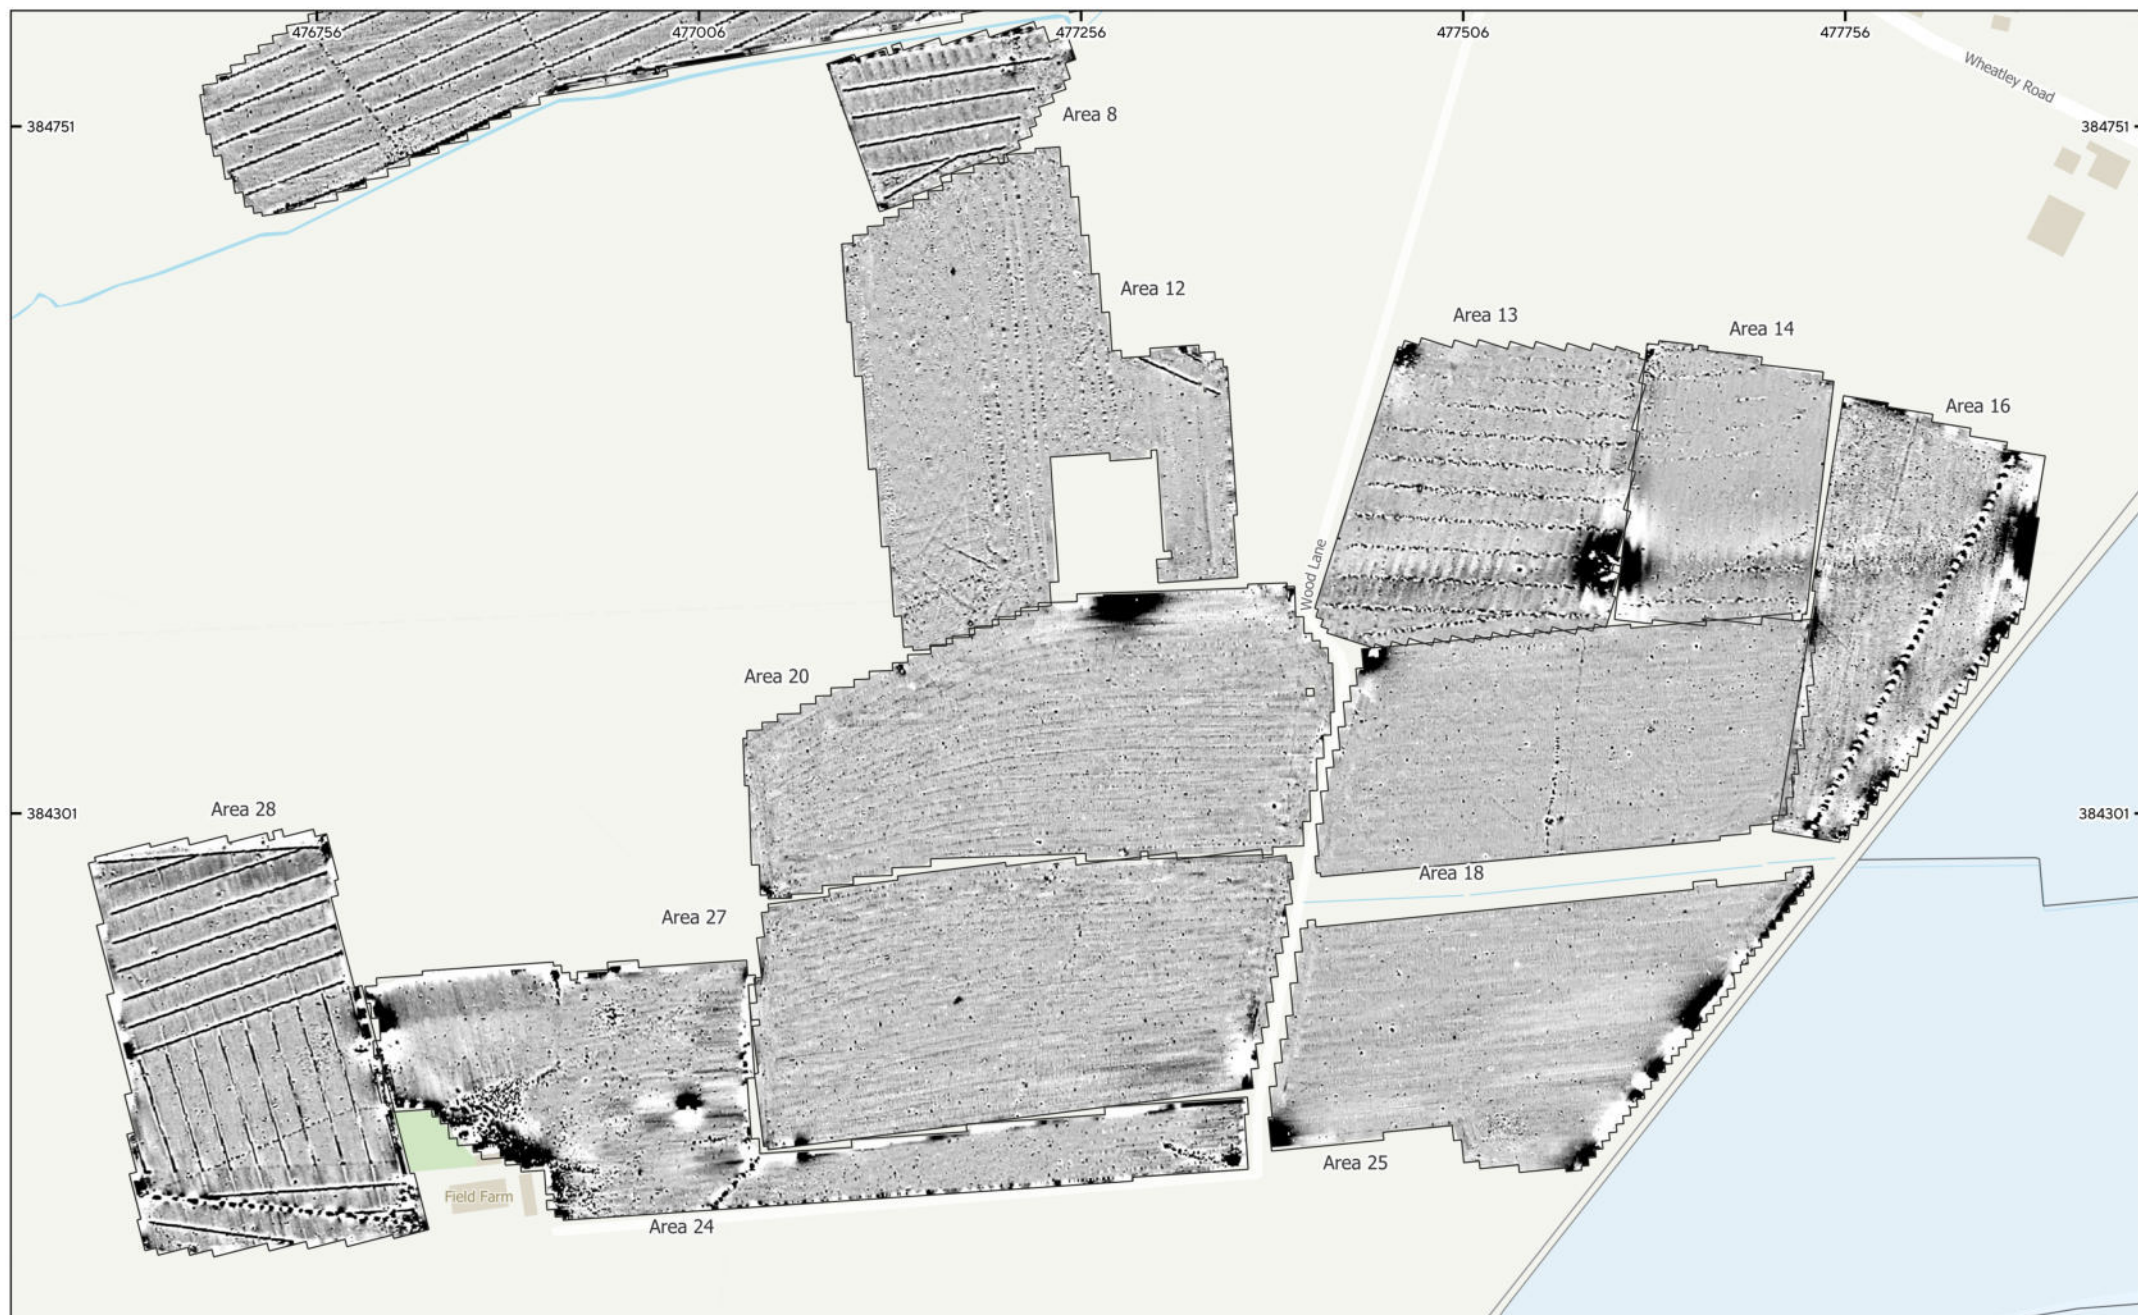 476756
477006
477256
477506
477756
Wheatley Road
Area 8
384751
384751
Area 12
Area 13
Area 14
Area 16
Wood Lane
Area 20
Area 28
384301
384301
Area 18
Area 27
Area 25
Field Farm
Area 24